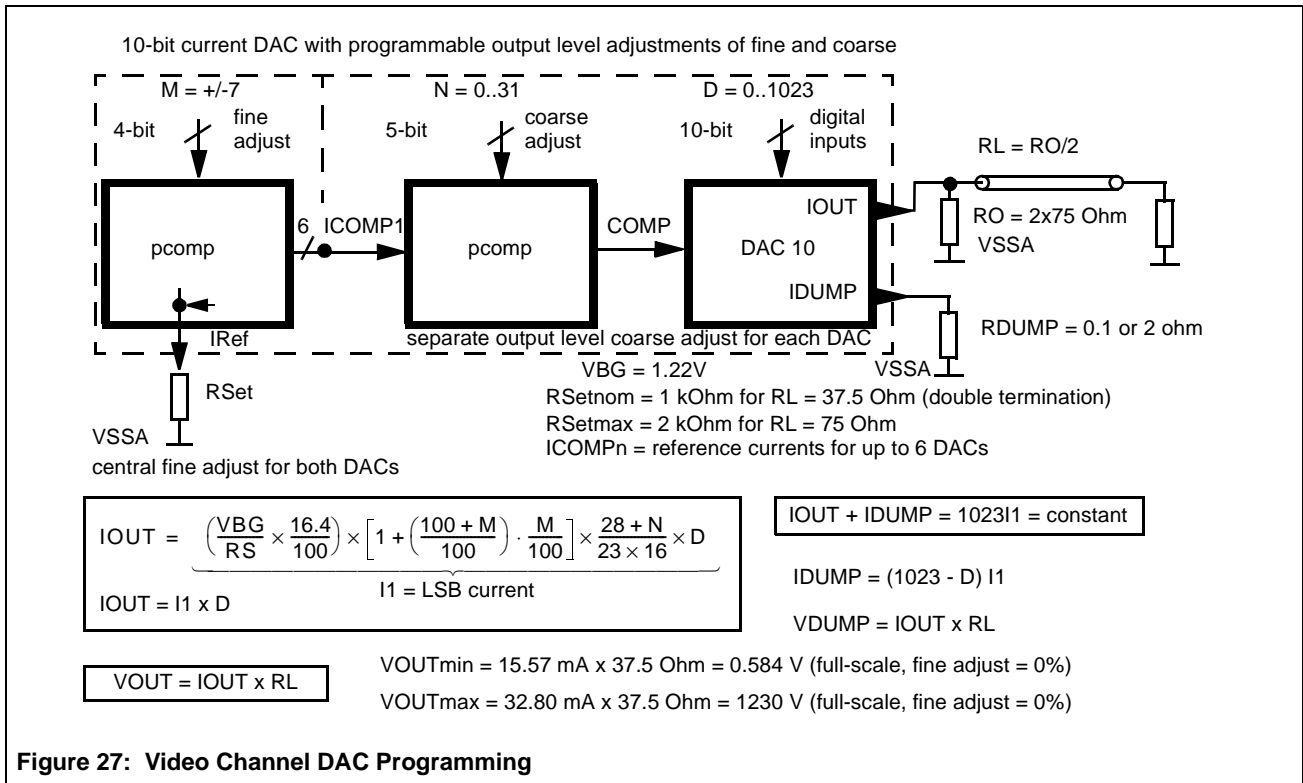 10-bit current DAC with programmable output level adjustments of fine and coarse
M = +/-7
N = 0..31
D = 0..1023
4-bit
fine
adjust
5-bit
coarse
adjust
10-bit
digital
inputs
RL = RO/2
pcomp
6
ICOMP1
pcomp
COMP
IOUT
DAC 10
IDUMP
RO = 2x75 Ohm
VSSA
IRef
separate output level coarse adjust for each DAC
RDUMP = 0.1 or 2 ohm
VSSA
RSet
VSSA
central fine adjust for both DACs
VBG = 1.22V
RSetnom = 1 kOhm for RL = 37.5 Ohm (double termination)
RSetmax = 2 kOhm for RL = 75 Ohm
ICOMPn = reference currents for up to 6 DACs
IOUT = (VBG/RS × 16.4/100) × [1 + ((100 + M)/100) · M/100] × (28 + N)/(23 × 16) × D
I1 = LSB current
IOUT = I1 x D
IOUT + IDUMP = 1023I1 = constant
IDUMP = (1023 - D) I1
VDUMP = IOUT x RL
VOUT = IOUT x RL
VOUTmin = 15.57 mA x 37.5 Ohm = 0.584 V (full-scale, fine adjust = 0%)
VOUTmax = 32.80 mA x 37.5 Ohm = 1230 V (full-scale, fine adjust = 0%)
Figure 27: Video Channel DAC Programming